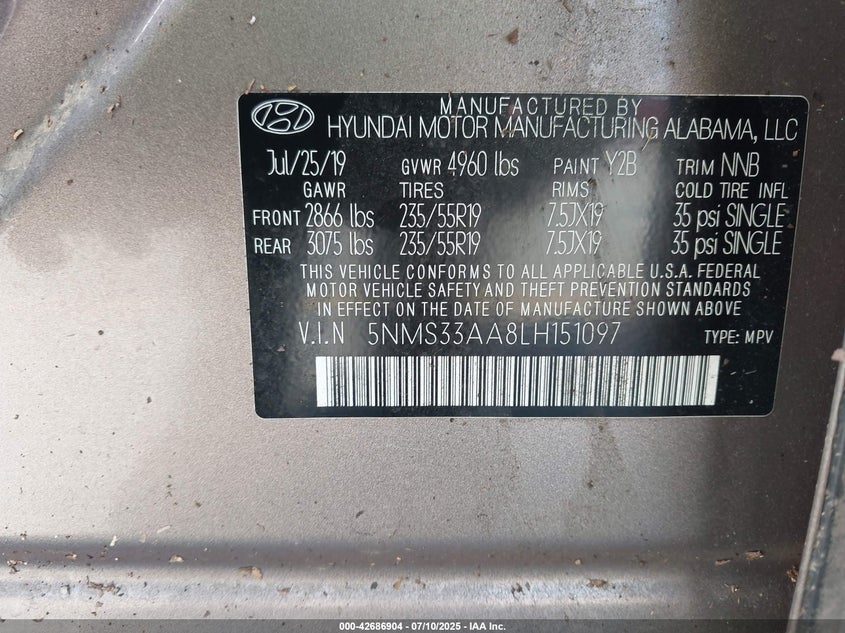 MANUFACTURED BY
HYUNDAI MOTOR MANUFACTURING ALABAMA, LLC
Jul/25/19 GVWR 4960 lbs PAINT Y2B TRIM NNB
GAWR TIRES RIMS COLD TIRE INFL
FRONT 2866 lbs 235/55R19 7.5JX19 35 psi SINGLE
REAR 3075 lbs 235/55R19 7.5JX19 35 psi SINGLE
THIS VEHICLE CONFORMS TO ALL APPLICABLE U.S.A. FEDERAL
MOTOR VEHICLE SAFETY AND THEFT PREVENTION STANDARDS
IN EFFECT ON THE DATE OF MANUFACTURE SHOWN ABOVE
V.I.N 5NMS33AA8LH151097 TYPE: MPV
000-42686904 - 07/10/2025 - IAA Inc.